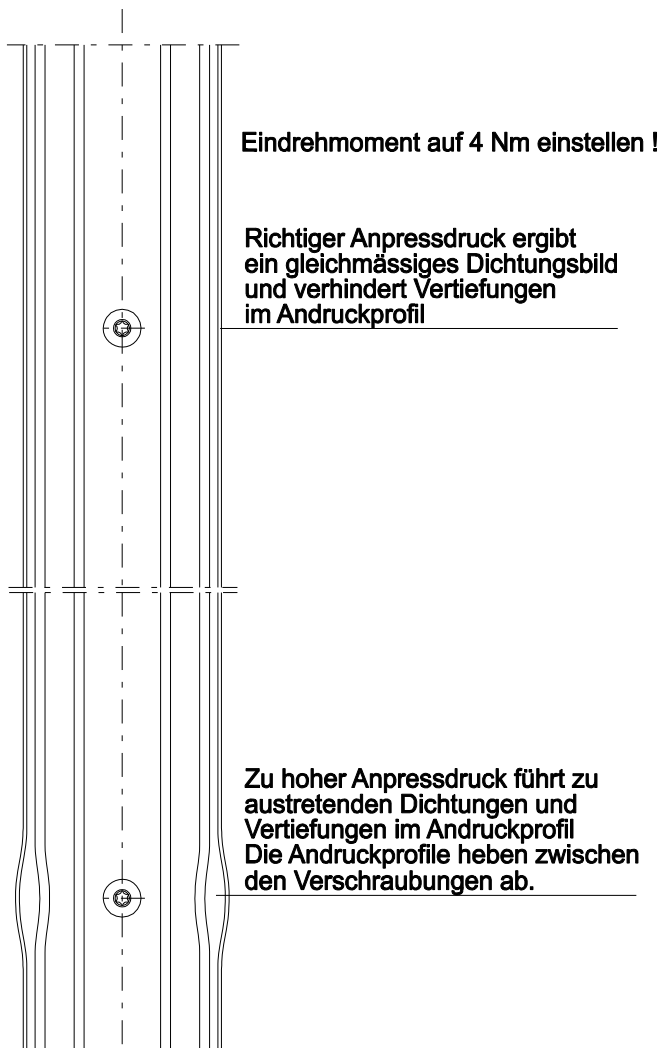 Eindrehmoment auf 4 Nm einstellen !
Richtiger Anpressdruck ergibt
ein gleichmässiges Dichtungsbild
und verhindert Vertiefungen
im Andruckprofil
Zu hoher Anpressdruck führt zu
austretenden Dichtungen und
Vertiefungen im Andruckprofil
Die Andruckprofile heben zwischen
den Verschraubungen ab.